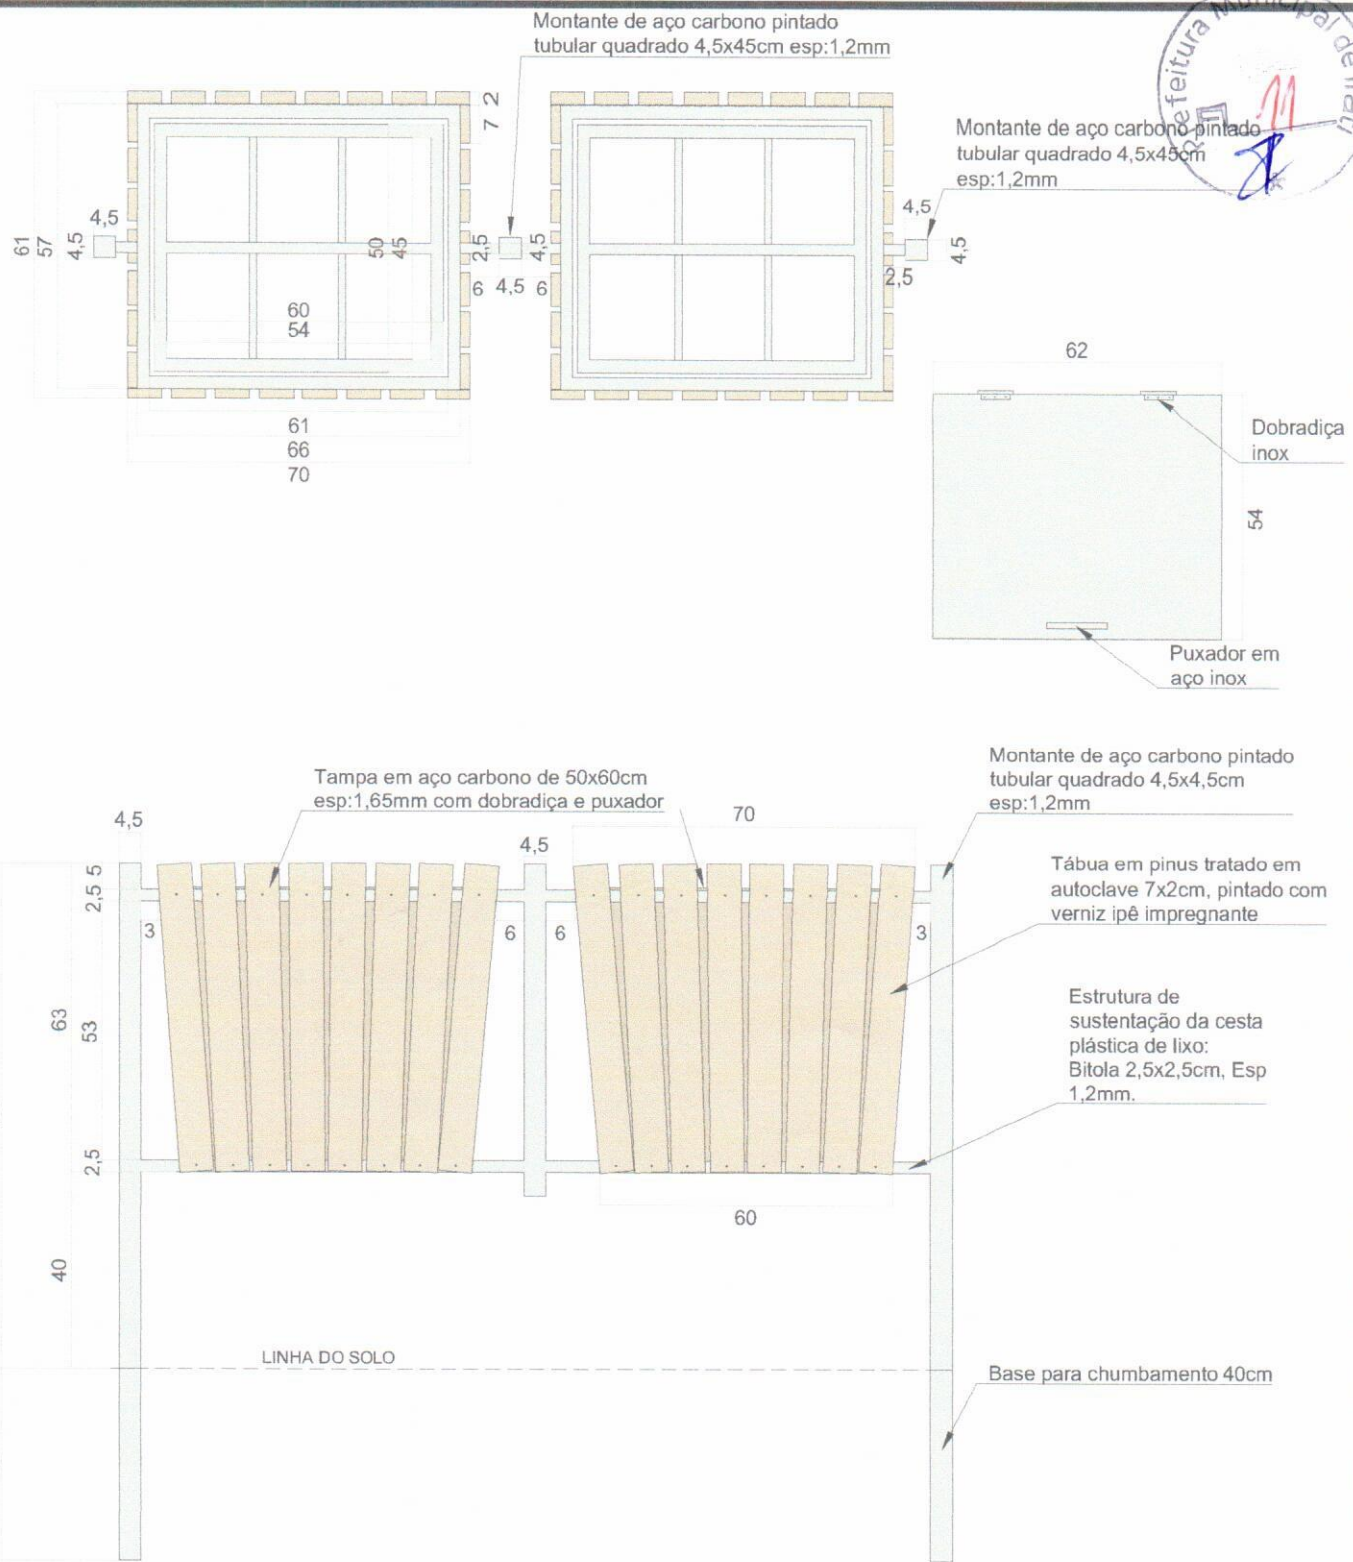 Montante de aço carbono pintado
tubular quadrado 4,5x45cm esp:1,2mm
Prefeitura Municipal de
11
Montante de aço carbono pintado
tubular quadrado 4,5x45cm
esp:1,2mm
2
7
61
57
4,5
4,5
50
45
2,5
6
4,5
4,5
6
4,5
4,5
2,5
60
54
61
66
70
62
Dobradiça
inox
54
Puxador em
aço inox
Tampa em aço carbono de 50x60cm
esp:1,65mm com dobradiça e puxador
Montante de aço carbono pintado
tubular quadrado 4,5x4,5cm
esp:1,2mm
4,5
4,5
70
Tábua em pinus tratado em
autoclave 7x2cm, pintado com
verniz ipê impregnante
5
2,5
3
6
6
3
Estrutura de
sustentação da cesta
plástica de lixo:
Bitola 2,5x2,5cm, Esp
1,2mm.
63
53
2,5
60
40
LINHA DO SOLO
Base para chumbamento 40cm